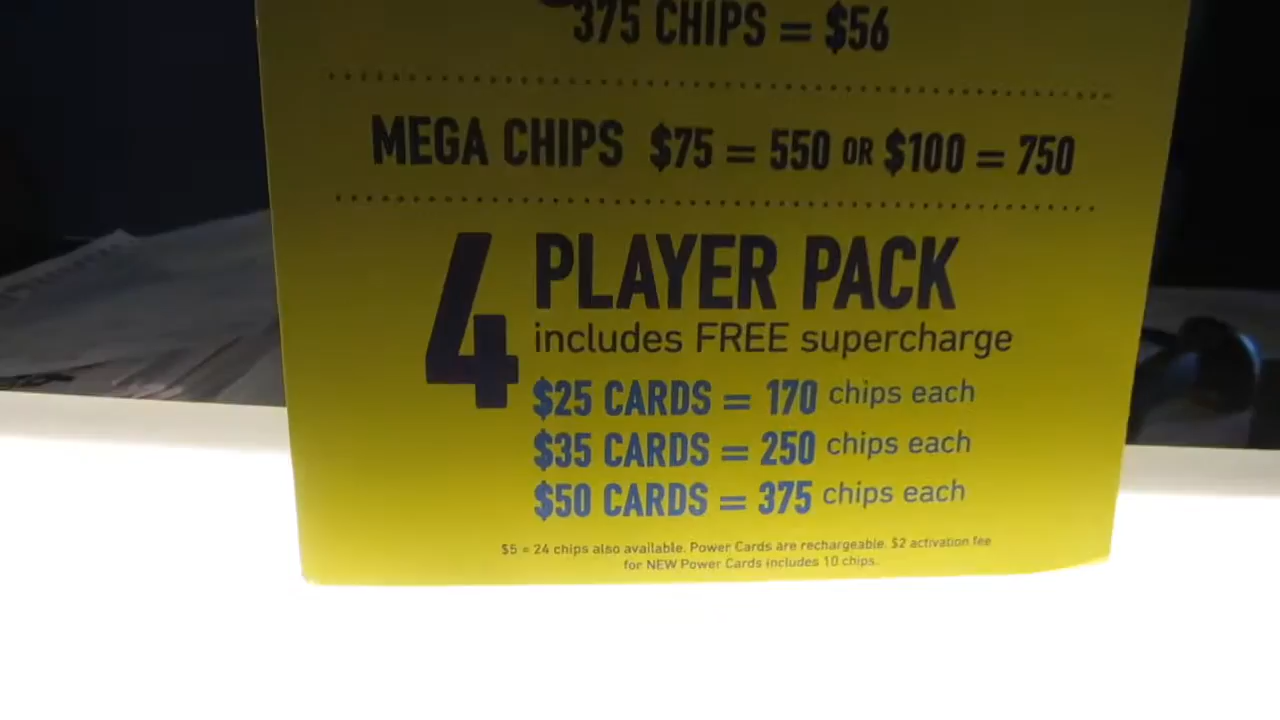 375 CHIPS = $56
MEGA CHIPS $75 = 550 OR $100 = 750
4 PLAYER PACK
includes FREE supercharge
$25 CARDS = 170 chips each
$35 CARDS = 250 chips each
$50 CARDS = 375 chips each
$5 = 24 chips also available. Power Cards are rechargeable. $2 activation fee
for NEW Power Cards includes 10 chips.